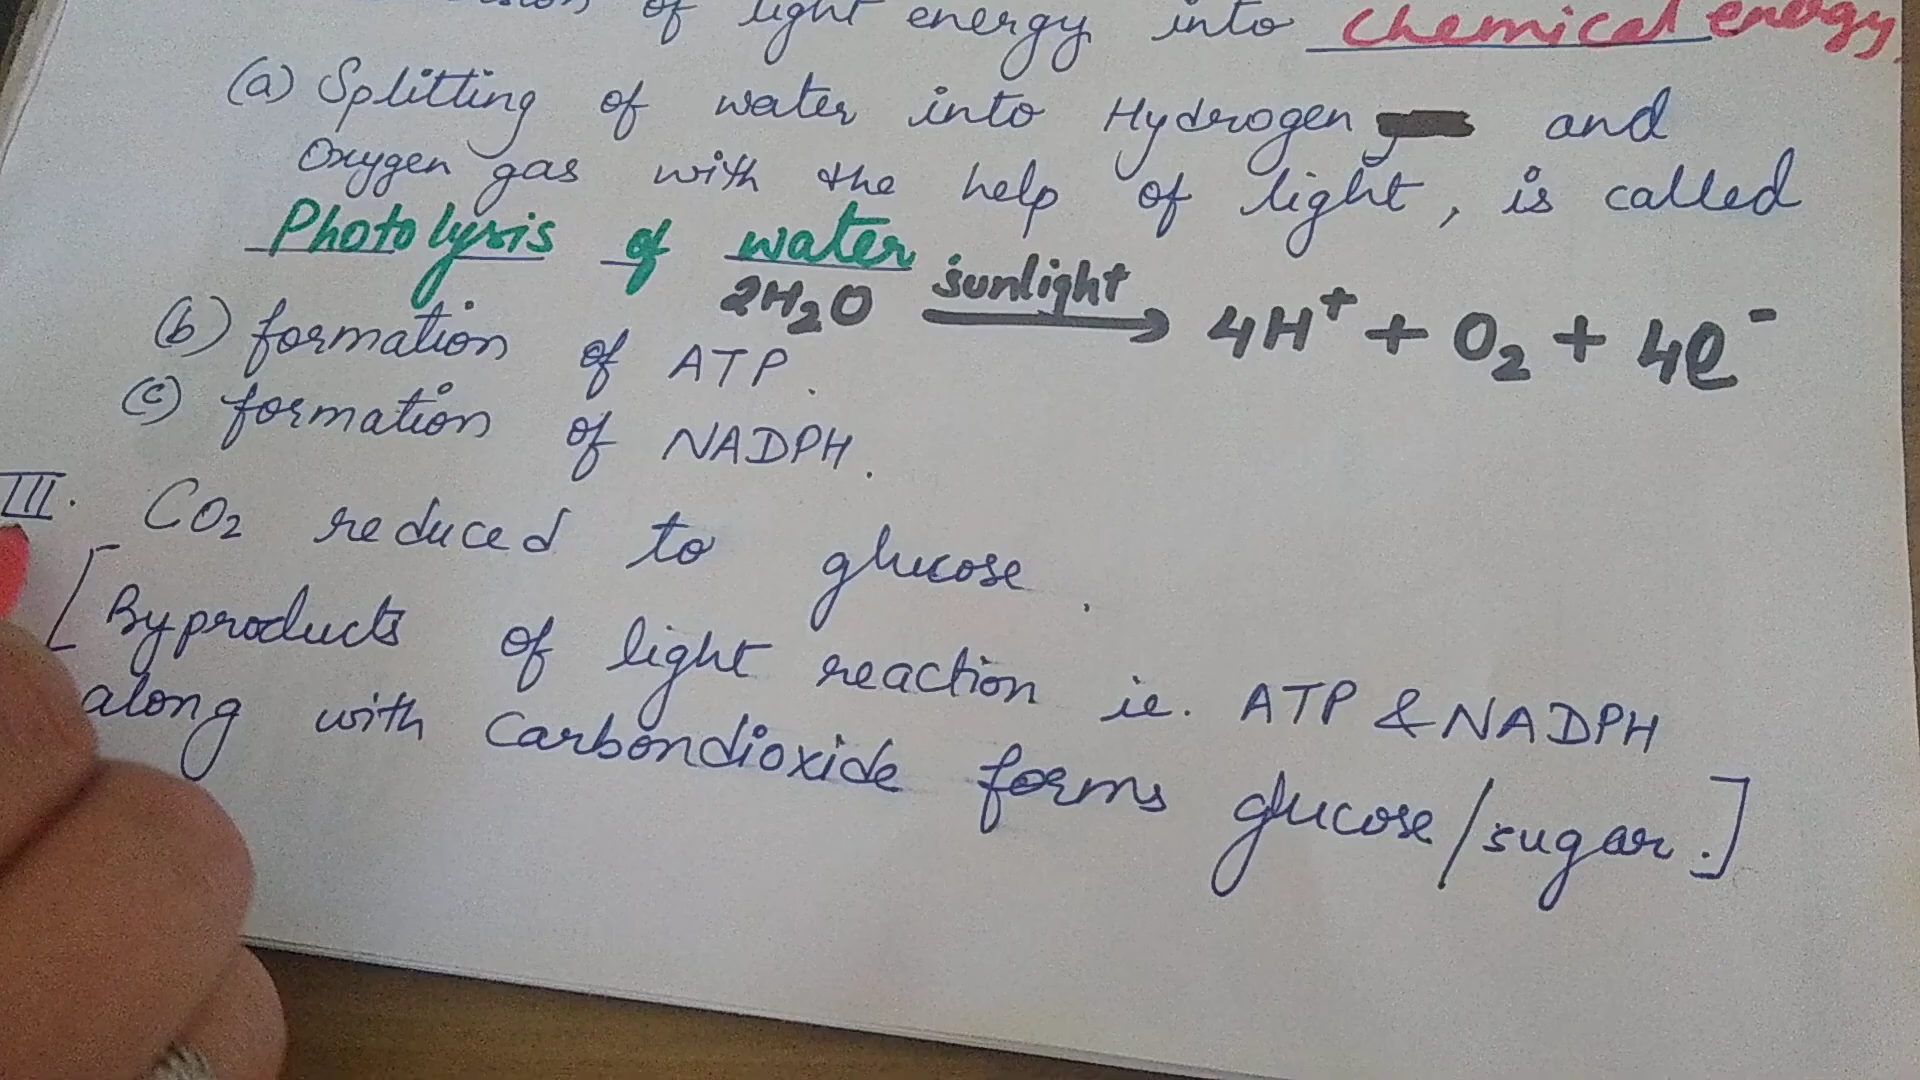 of light energy into chemical energy
(a) Splitting of water into Hydrogen and
Oxygen gas with the help of light, is called
Photolysis of water
2H₂O sunlight → 4H⁺ + O₂ + 4e⁻
(b) formation of ATP.
(c) formation of NADPH.
III. CO₂ reduced to glucose.
[Byproducts of light reaction ie. ATP & NADPH
along with Carbondioxide forms glucose/sugar.]